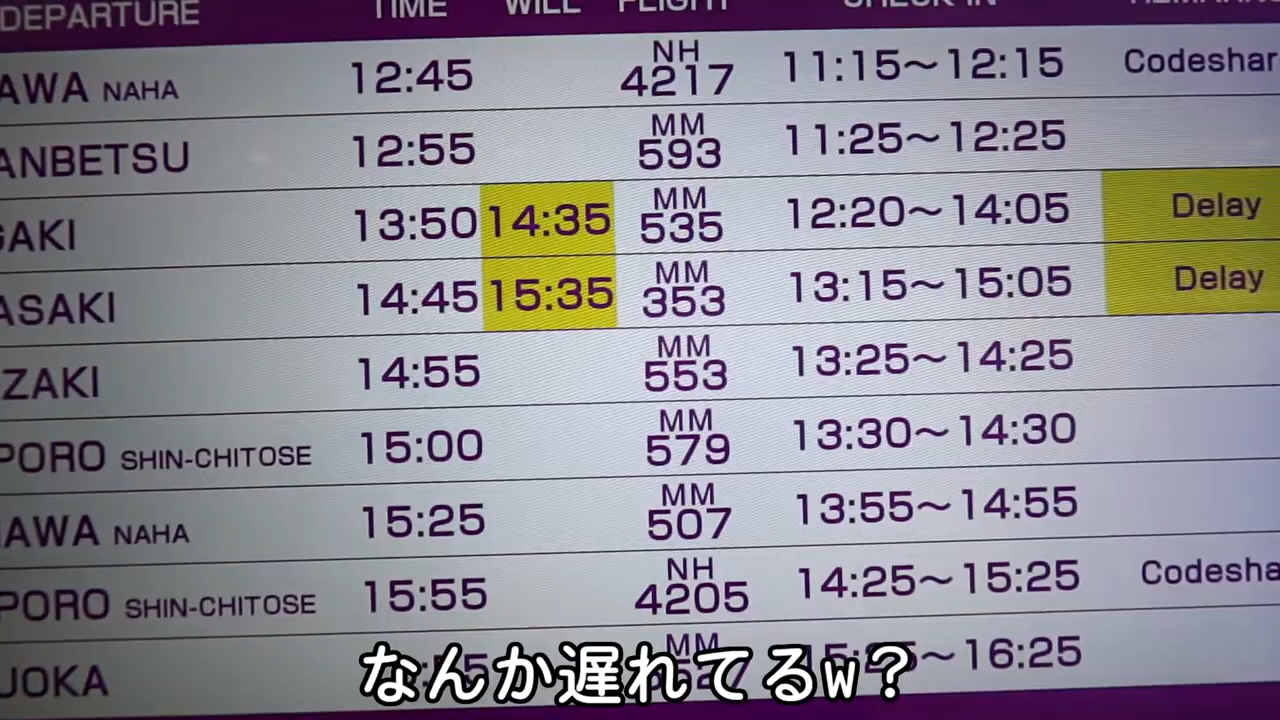 DEPARTURE TIME WILL FLIGHT CHECK-IN
AWA NAHA 12:45 NH 4217 11:15～12:15 Codeshar
ANBETSU 12:55 MM 593 11:25～12:25
GAKI 13:50 14:35 MM 535 12:20～14:05 Delay
ASAKI 14:45 15:35 MM 353 13:15～15:05 Delay
ZAKI 14:55 MM 553 13:25～14:25
PORO SHIN-CHITOSE 15:00 MM 579 13:30～14:30
AWA NAHA 15:25 MM 507 13:55～14:55
PORO SHIN-CHITOSE 15:55 NH 4205 14:25～15:25 Codesha
UOKA MM ～16:25
なんか遅れてるw？